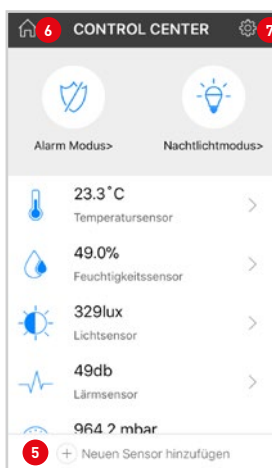 6 CONTROL CENTER 7
Alarm Modus> Nachtlichtmodus>
23.3°C
Temperatursensor
49.0%
Feuchtigkeitssensor
329lux
Lichtsensor
49db
Lärmsensor
964.2 mbar
5 + Neuen Sensor hinzufügen